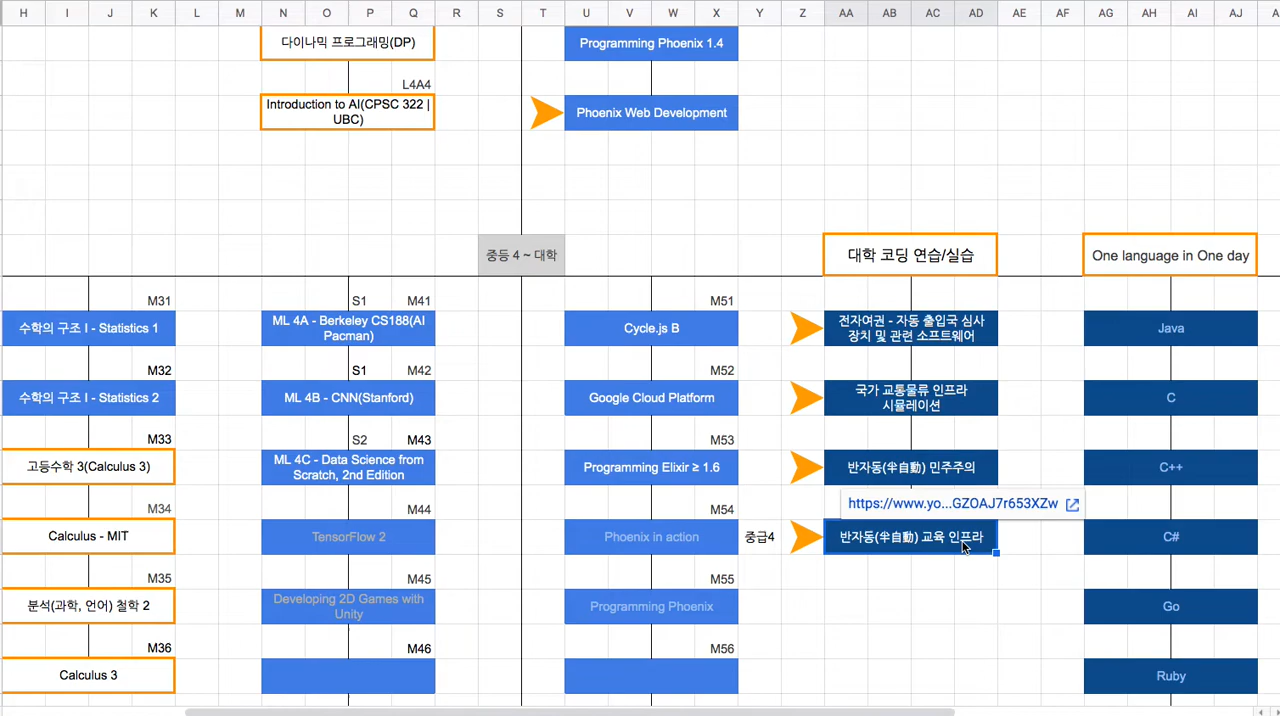 H I J K L M N O P Q R S T U V W X Y Z AA AB AC AD AE AF AG AH AI AJ
다이나믹 프로그래밍(DP)
Programming Phoenix 1.4
L4A4
Introduction to AI(CPSC 322 |
UBC)
Phoenix Web Development
중등 4 ~ 대학
대학 코딩 연습/실습
One language in One day
M31
S1
M41
M51
수학의 구조 I - Statistics 1
ML 4A - Berkeley CS188(AI
Pacman)
Cycle.js B
전자여권 - 자동 출입국 심사
장치 및 관련 소프트웨어
Java
M32
S1
M42
M52
수학의 구조 I - Statistics 2
ML 4B - CNN(Stanford)
Google Cloud Platform
국가 교통물류 인프라
시뮬레이션
C
M33
S2
M43
M53
고등수학 3(Calculus 3)
ML 4C - Data Science from
Scratch, 2nd Edition
Programming Elixir ≥ 1.6
반자동(半自動) 민주주의
C++
https://www.yo...GZOAJ7r653XZw
M34
M44
M54
Calculus - MIT
TensorFlow 2
Phoenix in action
중급4
반자동(半自動) 교육 인프라
C#
M35
M45
M55
분석(과학, 언어) 철학 2
Developing 2D Games with
Unity
Programming Phoenix
Go
M36
M46
M56
Calculus 3
Ruby